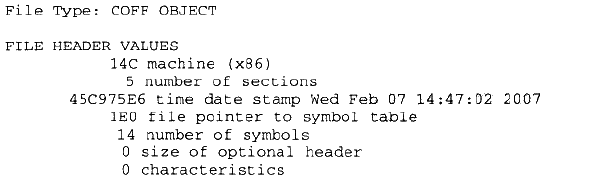 File Type: COFF OBJECT
FILE HEADER VALUES
14C machine (x86)
5 number of sections
45C975E6 time date stamp Wed Feb 07 14:47:02 2007
1E0 file pointer to symbol table
14 number of symbols
0 size of optional header
0 characteristics